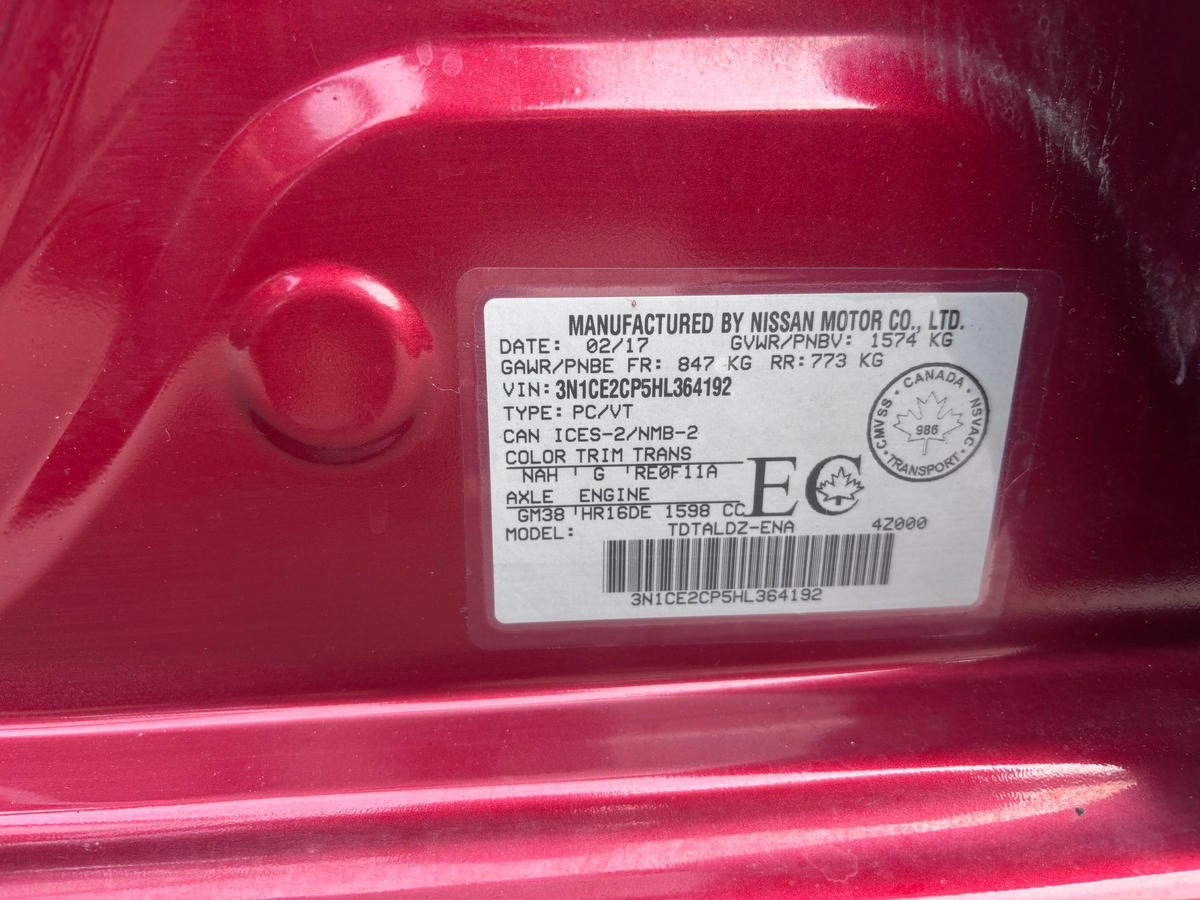 MANUFACTURED BY NISSAN MOTOR CO., LTD.
DATE: 02/17 GVWR/PNBV: 1574 KG
GAWR/PNBE FR: 847 KG RR: 773 KG
VIN: 3N1CE2CP5HL364192
TYPE: PC/VT
CAN ICES-2/NMB-2
COLOR TRIM TRANS
NAH G RE0F11A
AXLE ENGINE
GM38 HR16DE 1598 CC
MODEL: TDTALDZ-ENA 4Z000
3N1CE2CP5HL364192
EC
CANADA
CMVSS 986 NSVAC
TRANSPORT